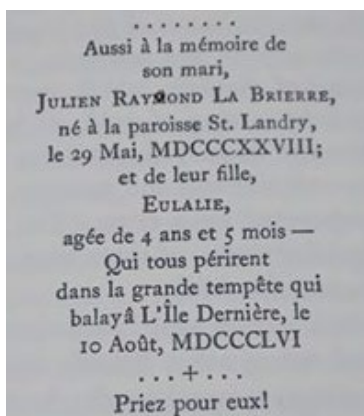 ........
Aussi à la mémoire de
son mari,
JULIEN RAYMOND LA BRIERRE,
né à la paroisse St. Landry,
le 29 Mai, MDCCCXXVIII;
et de leur fille,
EULALIE,
agée de 4 ans et 5 mois —
Qui tous périrent
dans la grande tempête qui
balayâ L'Île Dernière, le
10 Août, MDCCCLVI
...+...
Priez pour eux!